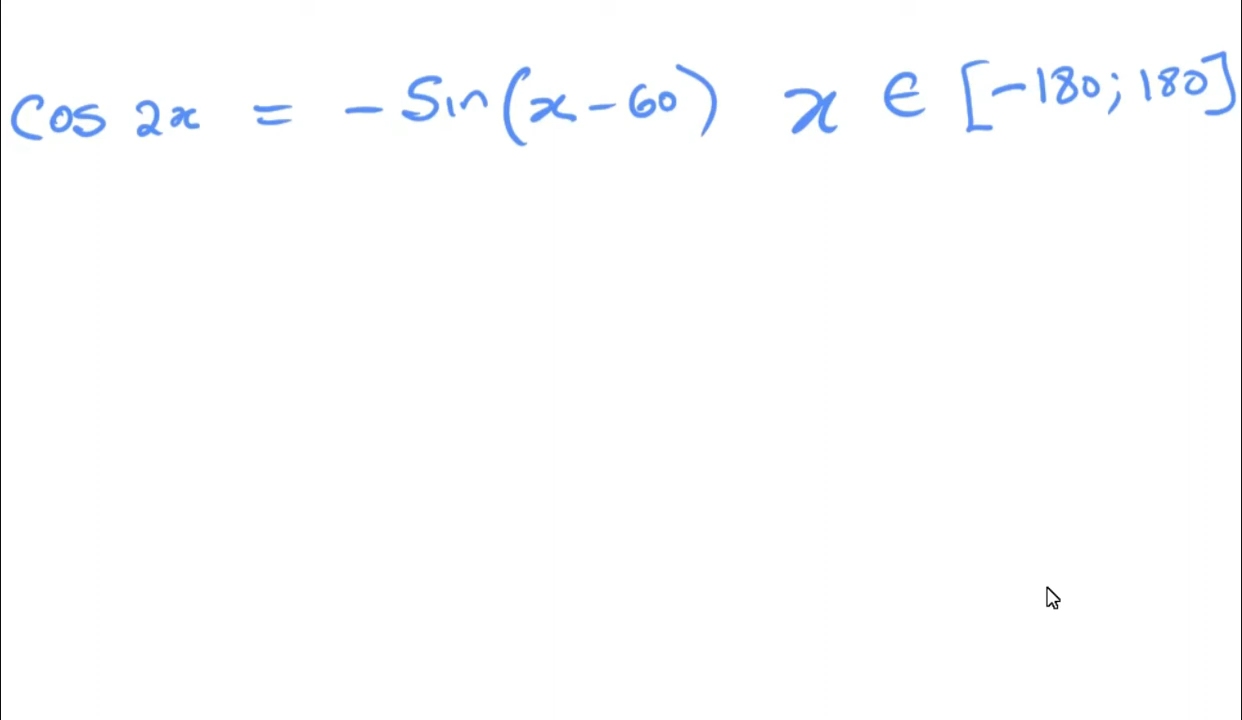 Cos 2x = - Sin(x-60) x ∈ [-180; 180]